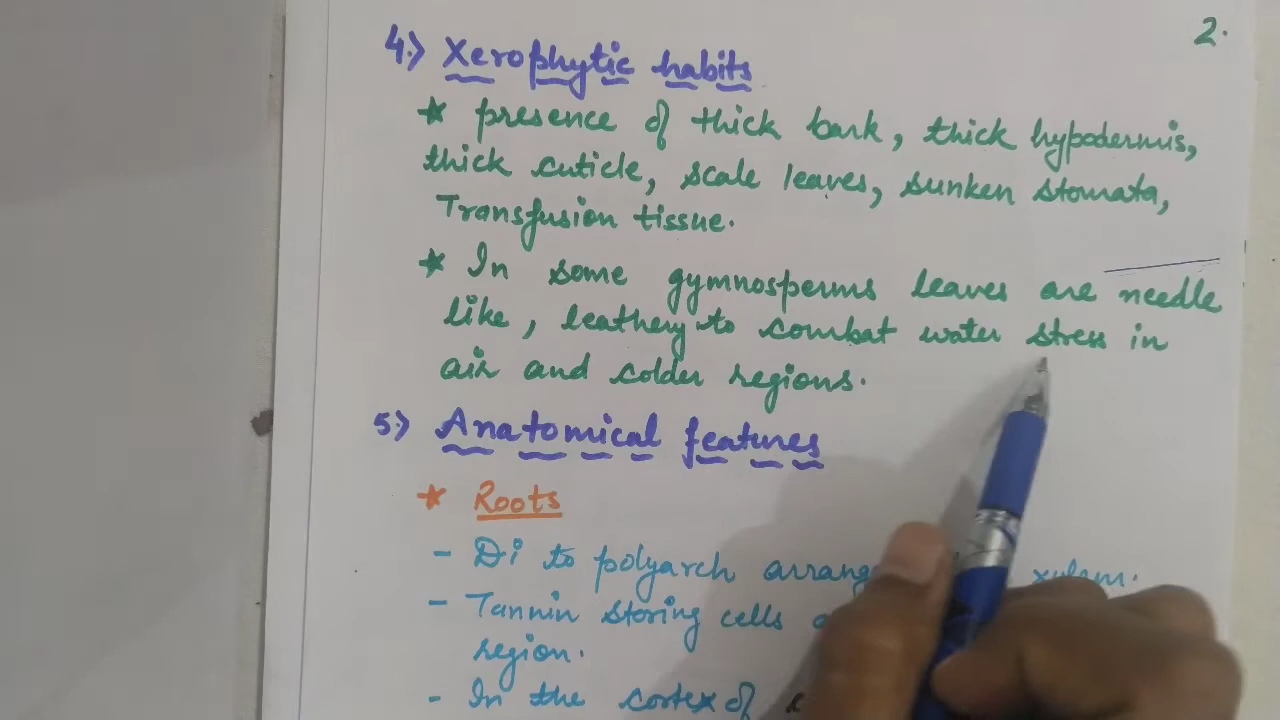 2.
4.) Xerophytic habits
★ presence of thick bark, thick hypodermis,
thick cuticle, scale leaves, sunken stomata,
Transfusion tissue.
★ In some gymnosperms leaves are needle
like, leathery to combat water stress in
air and colder regions.
5.) Anatomical features
★ Roots
- Di to polyarch xylem.
- Tannin storing cells
region.
- In the cortex of